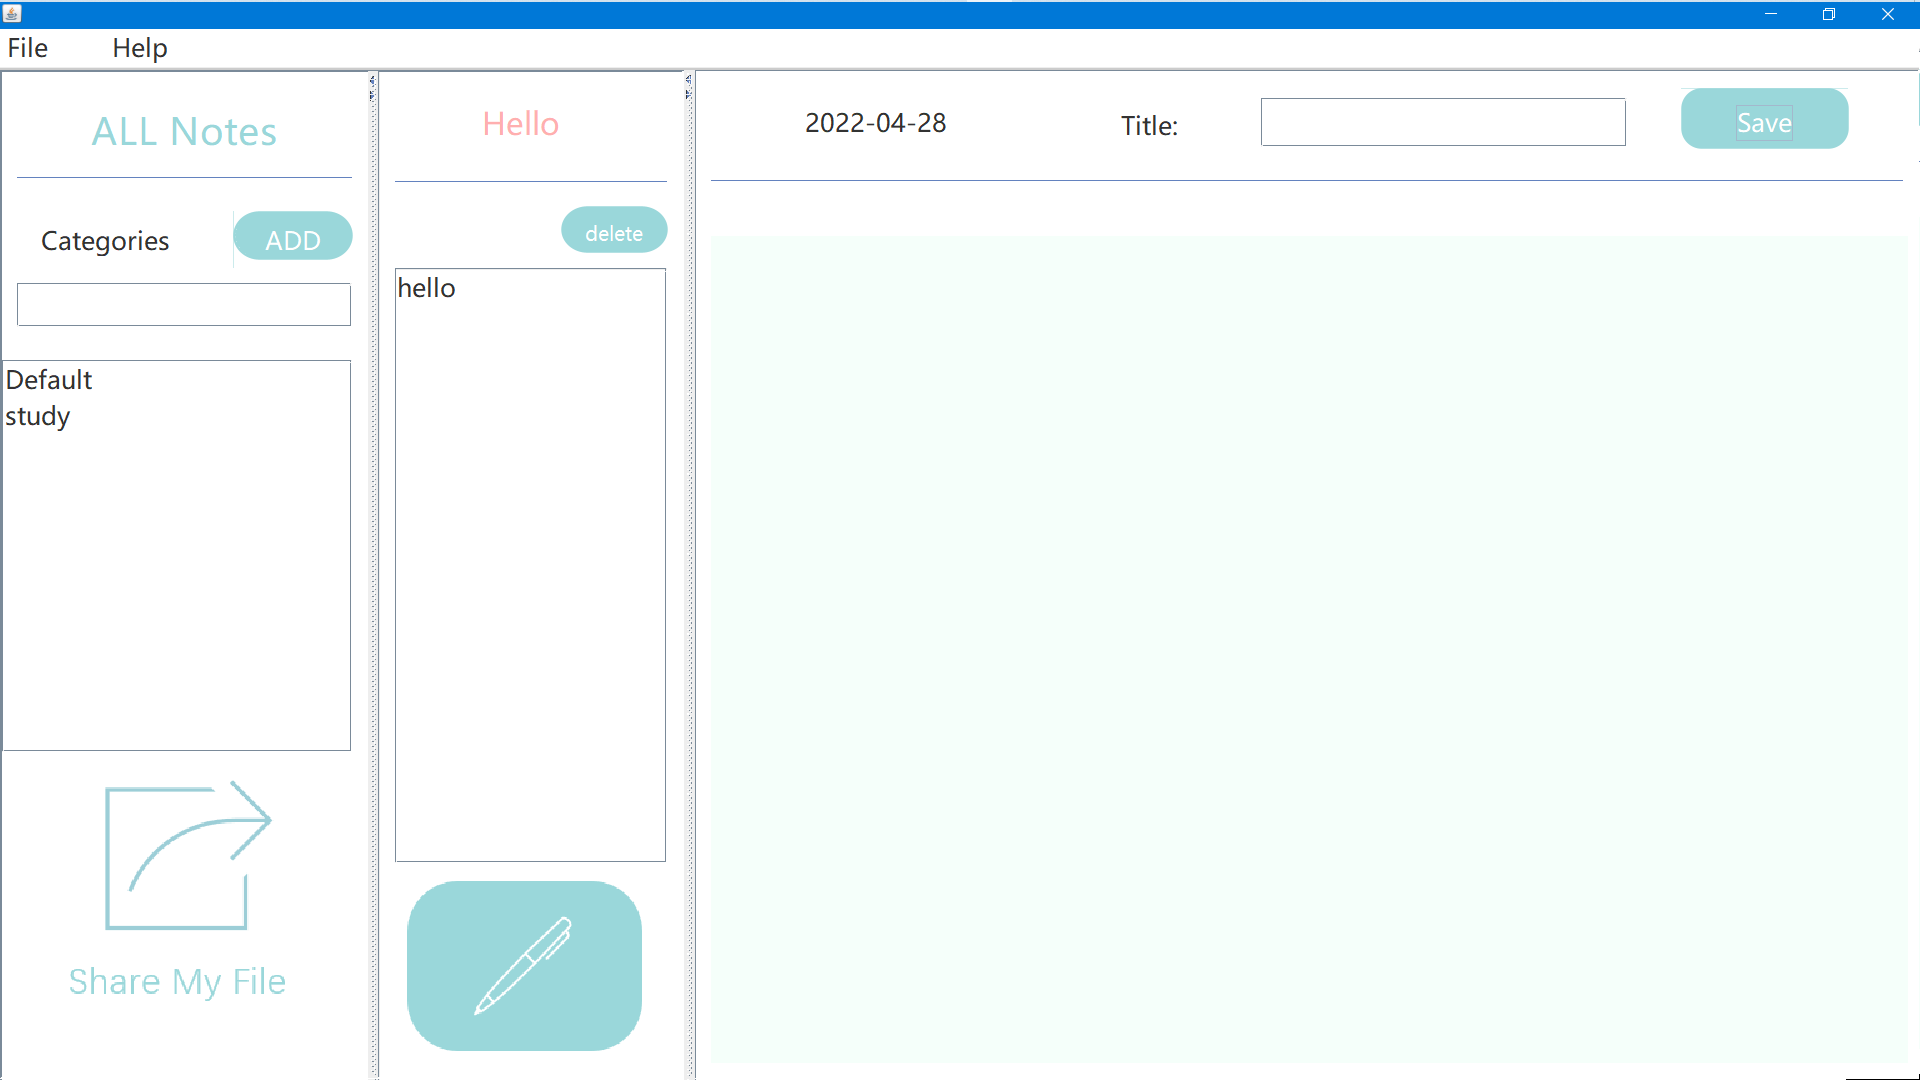 File Help
ALL Notes
Categories
ADD
Default
study
Share My File
Hello
delete
hello
2022-04-28
Title:
Save